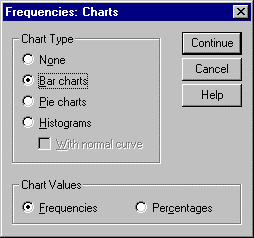 Frequencies: Charts
Chart Type
None
Bar charts
Pie charts
Histograms
With normal curve
Continue
Cancel
Help
Chart Values
Frequencies
Percentages